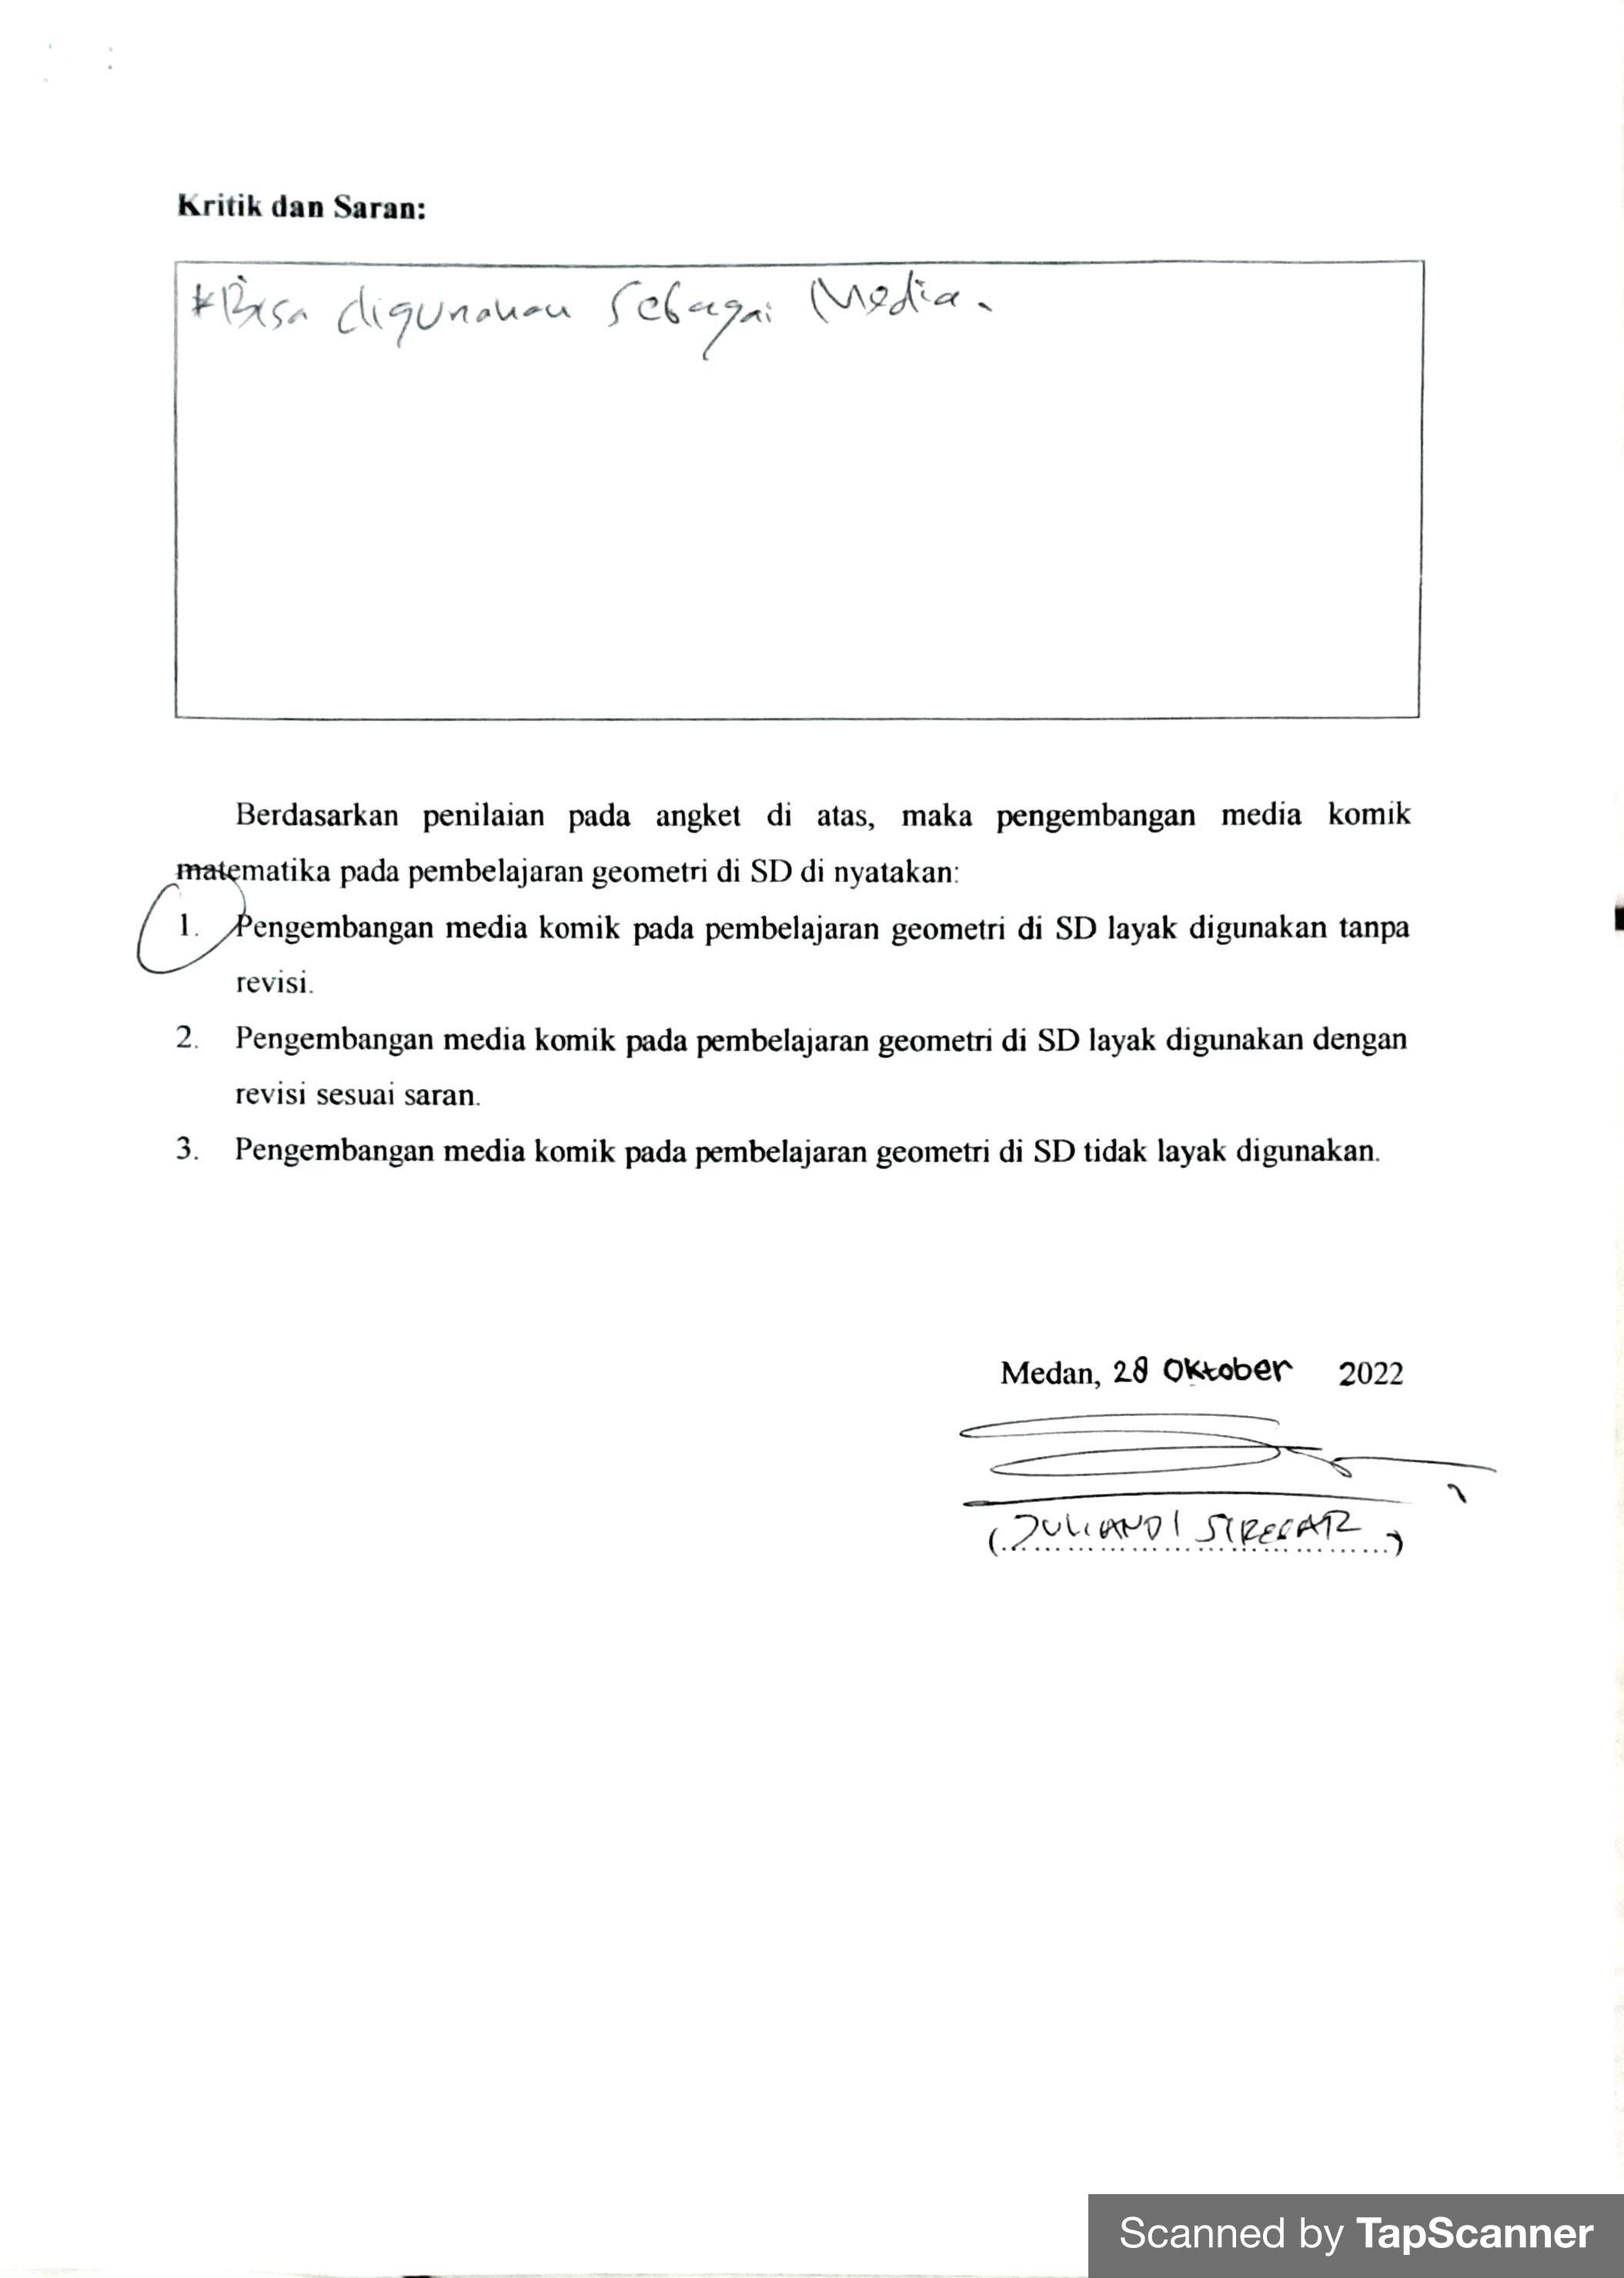 Kritik dan Saran:
*Bisa digunakan sebagai Media.
Berdasarkan penilaian pada angket di atas, maka pengembangan media komik
matematika pada pembelajaran geometri di SD di nyatakan:
1. Pengembangan media komik pada pembelajaran geometri di SD layak digunakan tanpa
revisi.
2. Pengembangan media komik pada pembelajaran geometri di SD layak digunakan dengan
revisi sesuai saran.
3. Pengembangan media komik pada pembelajaran geometri di SD tidak layak digunakan.
Medan, 28 Oktober 2022
(JULIANDI SIREGAR)
Scanned by TapScanner